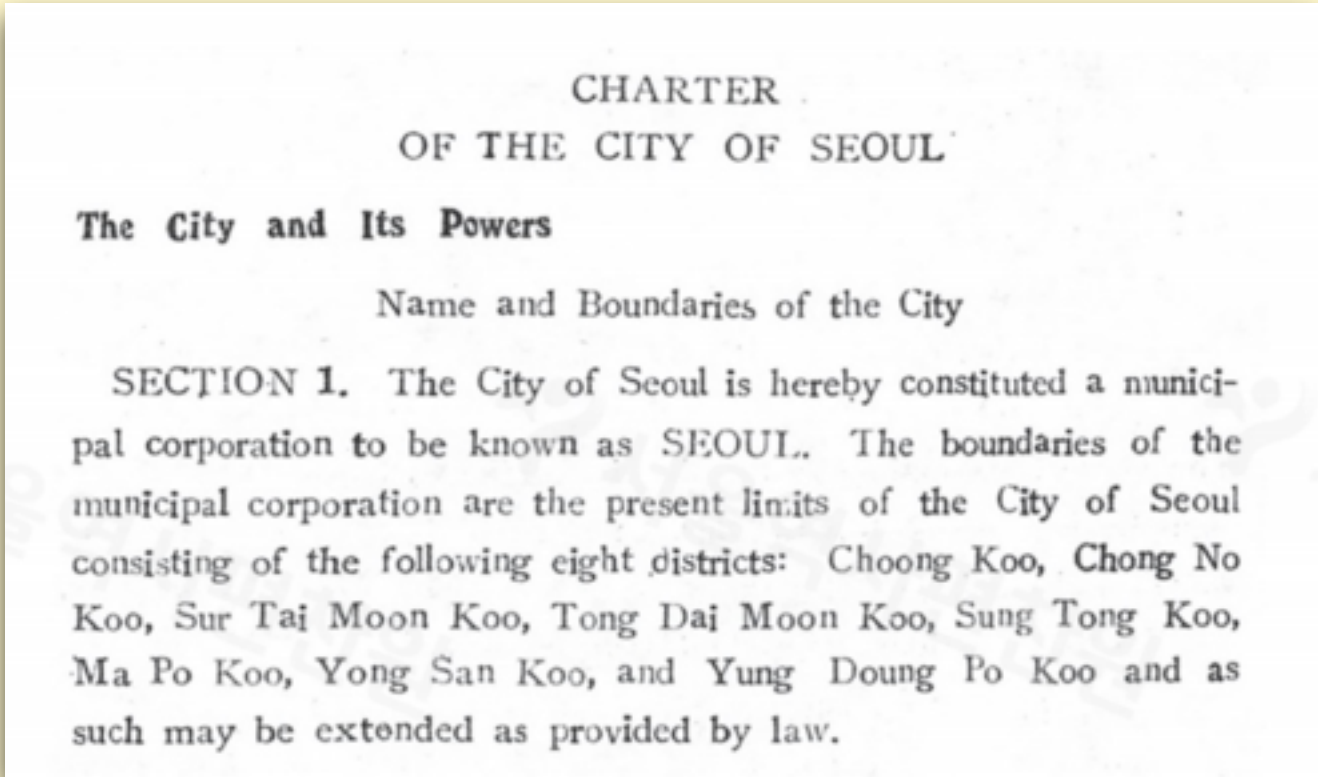 CHARTER
OF THE CITY OF SEOUL
The City and Its Powers
Name and Boundaries of the City
SECTION 1. The City of Seoul is hereby constituted a munici-
pal corporation to be known as SEOUL. The boundaries of the
municipal corporation are the present limits of the City of Seoul
consisting of the following eight districts: Choong Koo, Chong No
Koo, Sur Tai Moon Koo, Tong Dai Moon Koo, Sung Tong Koo,
Ma Po Koo, Yong San Koo, and Yung Doung Po Koo and as
such may be extended as provided by law.